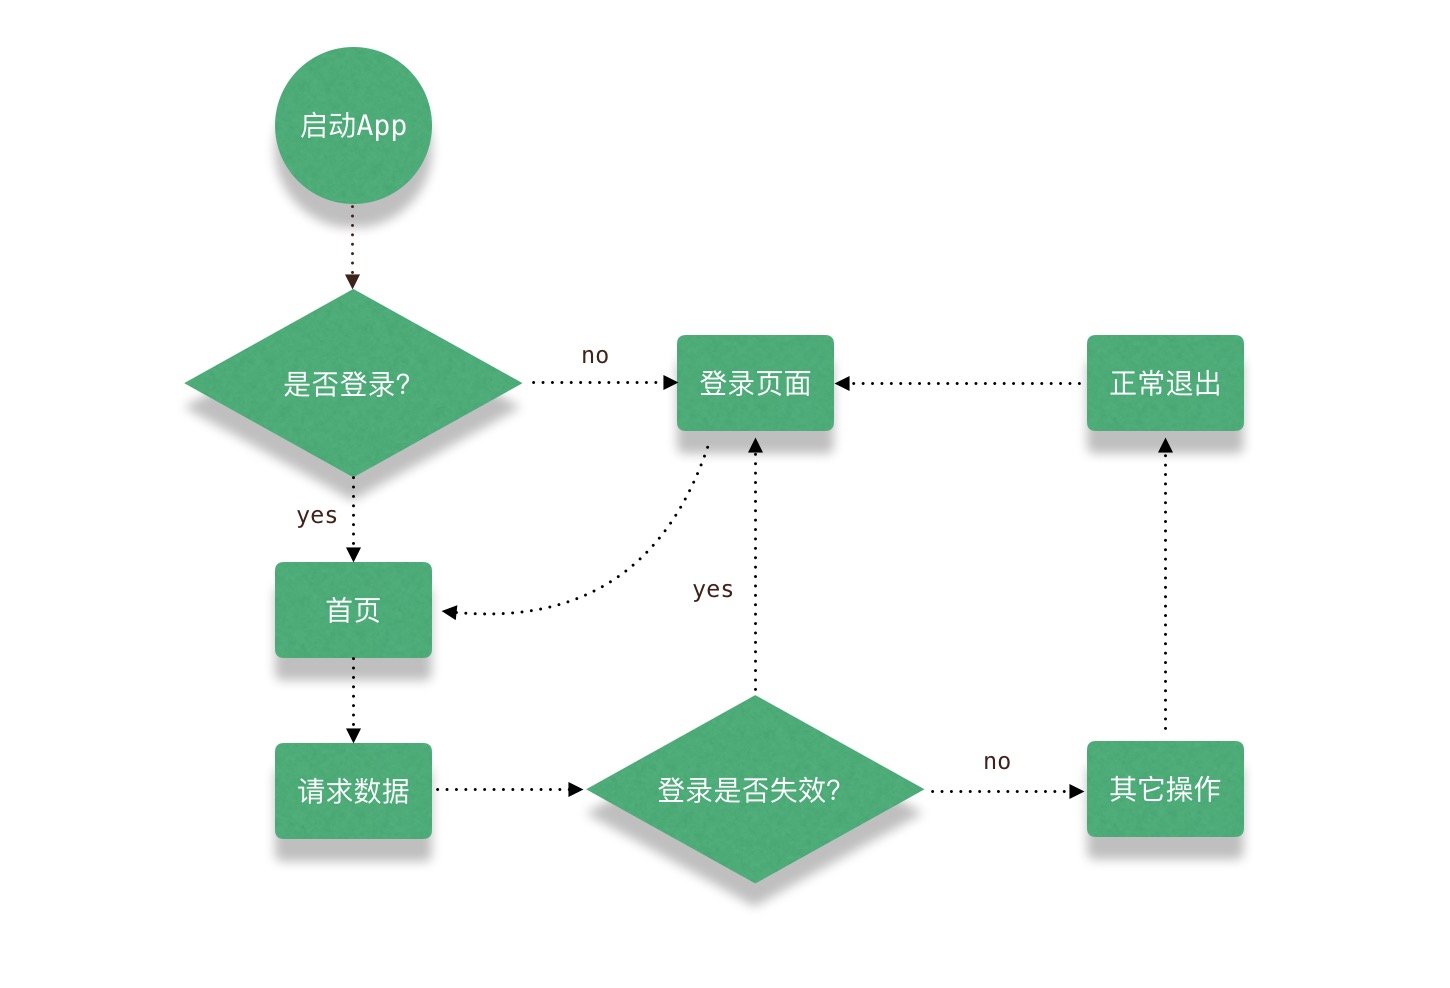 启动App
是否登录?
no
登录页面
正常退出
yes
首页
yes
请求数据
登录是否失效?
no
其它操作